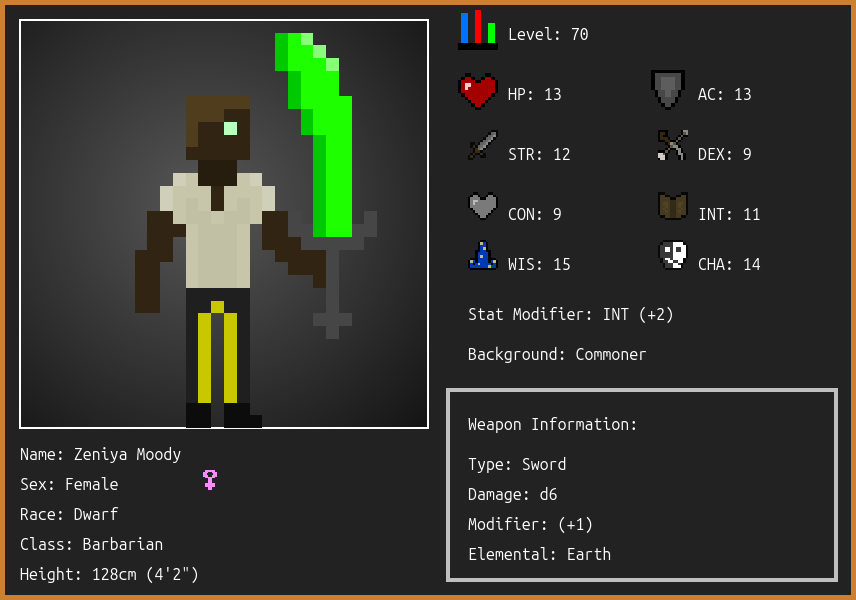 Level: 70
HP: 13
AC: 13
STR: 12
DEX: 9
CON: 9
INT: 11
WIS: 15
CHA: 14
Stat Modifier: INT (+2)
Background: Commoner
Weapon Information:
Type: Sword
Damage: d6
Modifier: (+1)
Elemental: Earth
Name: Zeniya Moody
Sex: Female
Race: Dwarf
Class: Barbarian
Height: 128cm (4'2")